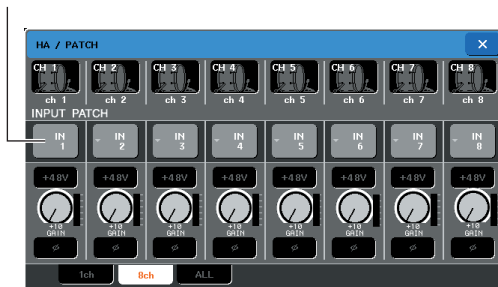 HA / PATCH ×
CH 1 CH 2 CH 3 CH 4 CH 5 CH 6 CH 7 CH 8
ch 1 ch 2 ch 3 ch 4 ch 5 ch 6 ch 7 ch 8
INPUT PATCH
IN IN IN IN IN IN IN IN
1 2 3 4 5 6 7 8
+48V +48V +48V +48V +48V +48V +48V +48V
+10 +10 +10 +10 +10 +10 +10 +10
GAIN GAIN GAIN GAIN GAIN GAIN GAIN GAIN
ø ø ø ø ø ø ø ø
1ch 8ch ALL